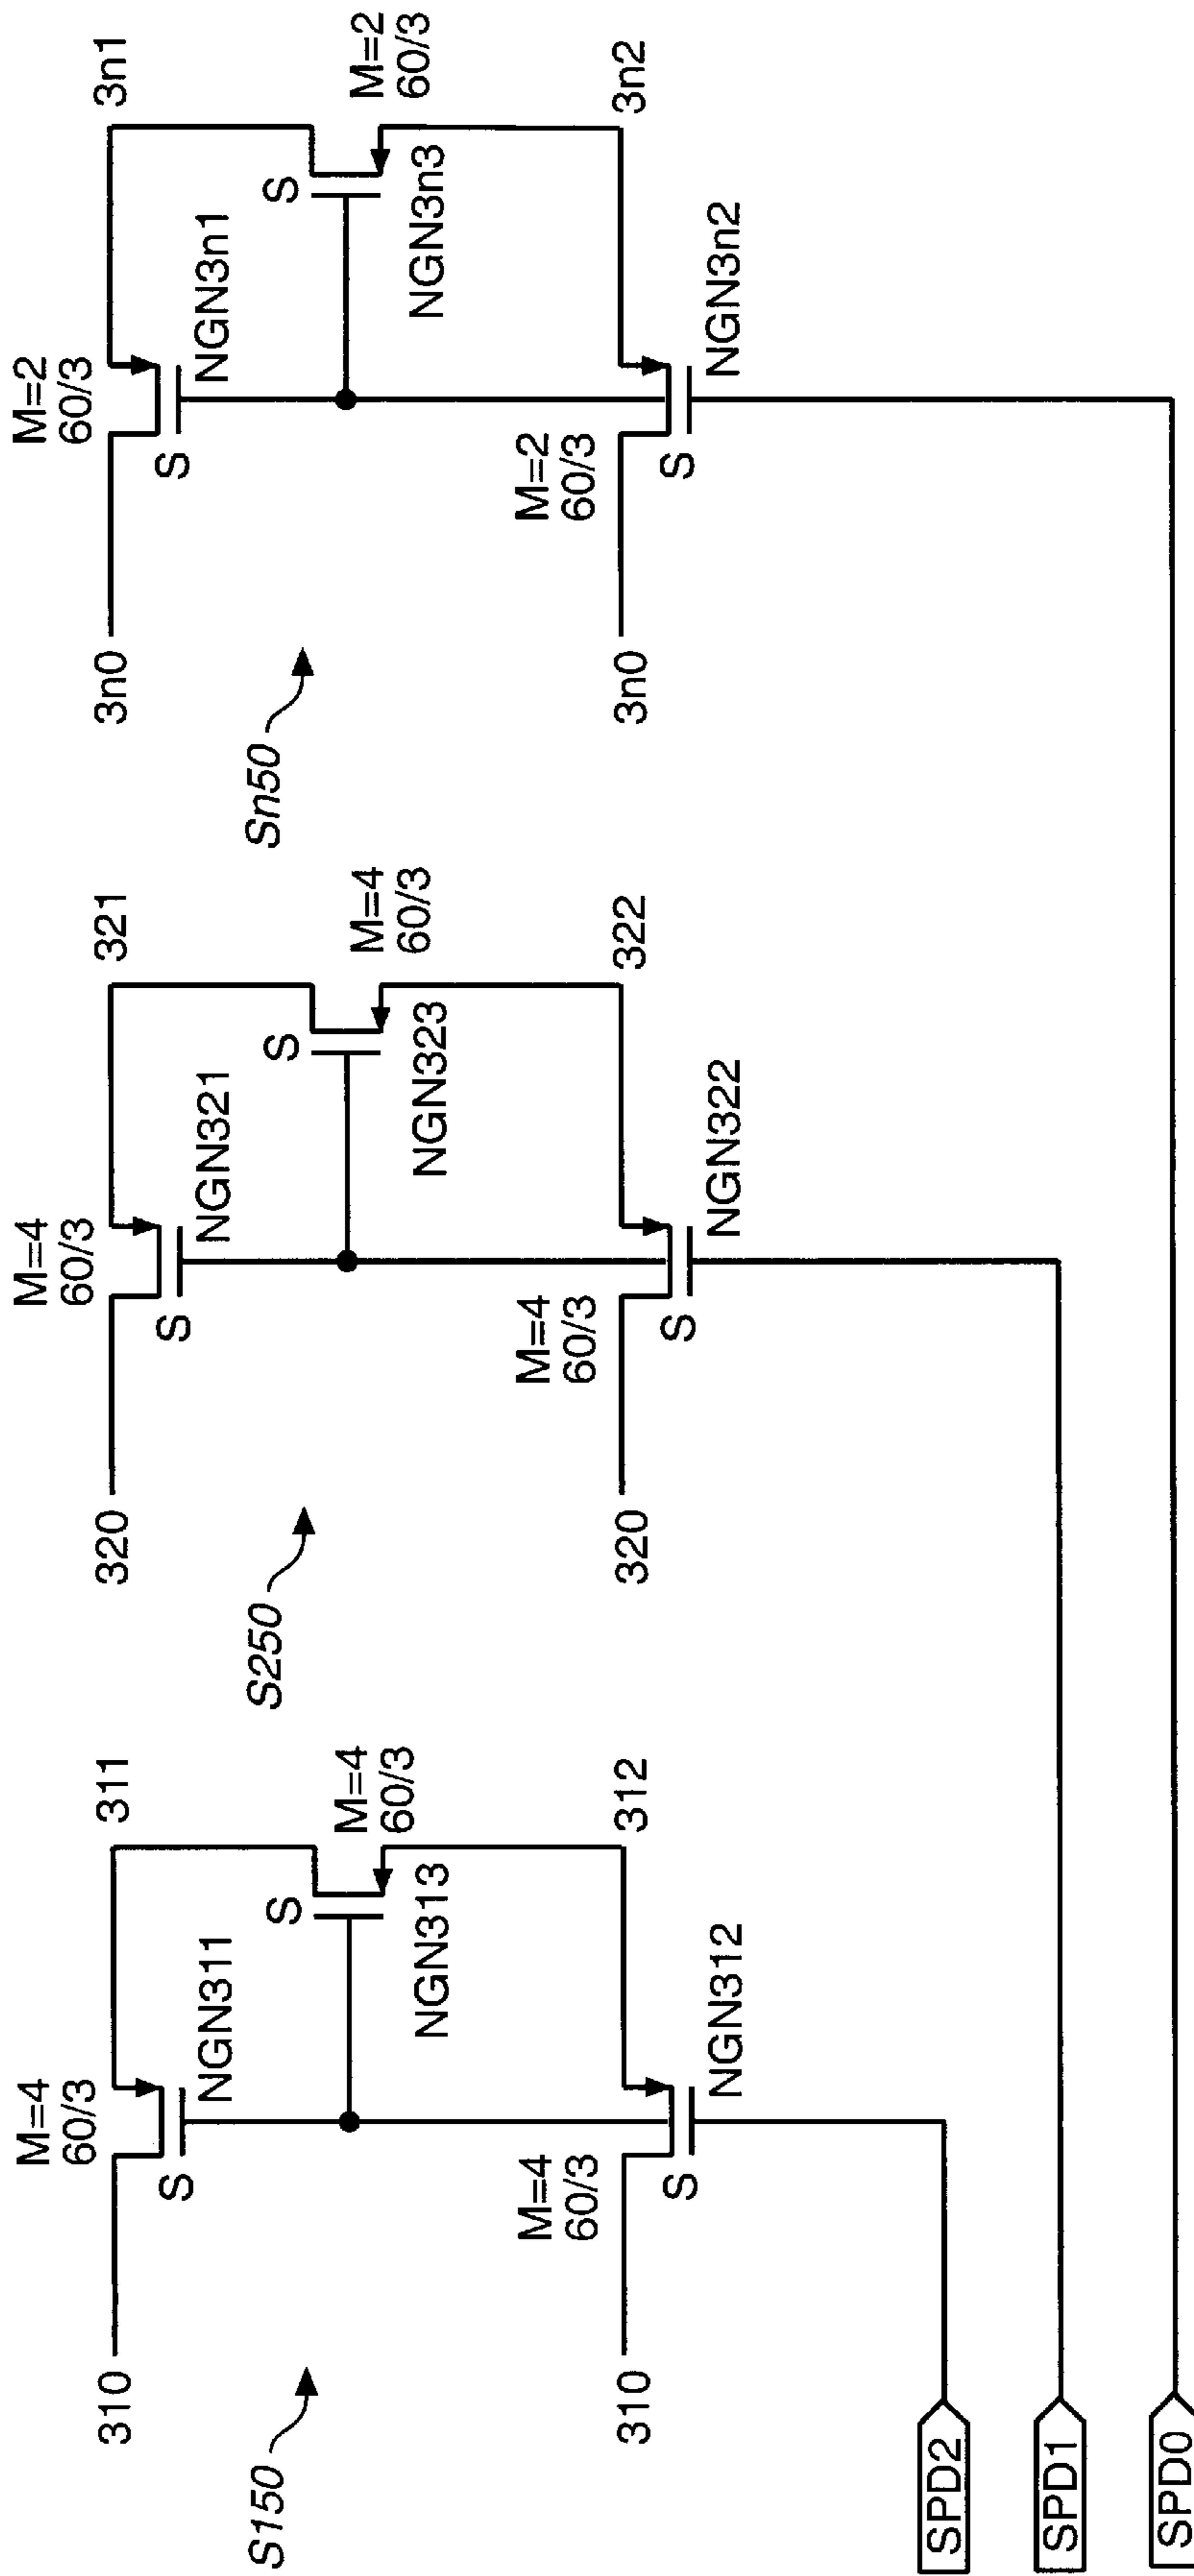 S150
310
M=4
60/3
S
NGN311
311
S
M=4
60/3
NGN313
310
M=4
60/3
S
NGN312
312
S250
320
M=4
60/3
S
NGN321
321
S
M=4
60/3
NGN323
320
M=4
60/3
S
NGN322
322
Sn50
3n0
M=2
60/3
S
NGN3n1
3n1
S
M=2
60/3
NGN3n3
3n0
M=2
60/3
S
NGN3n2
3n2
SPD2
SPD1
SPD0